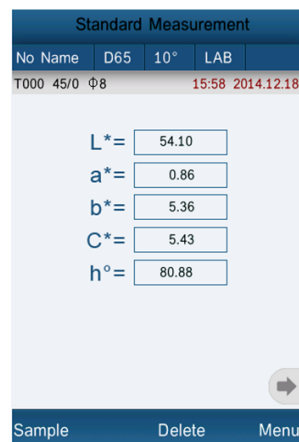 Standard Measurement
No Name D65 10° LAB
T000 45/0 Φ8 15:58 2014.12.18
L*= 54.10
a*= 0.86
b*= 5.36
C*= 5.43
h°= 80.88
Sample Delete Menu